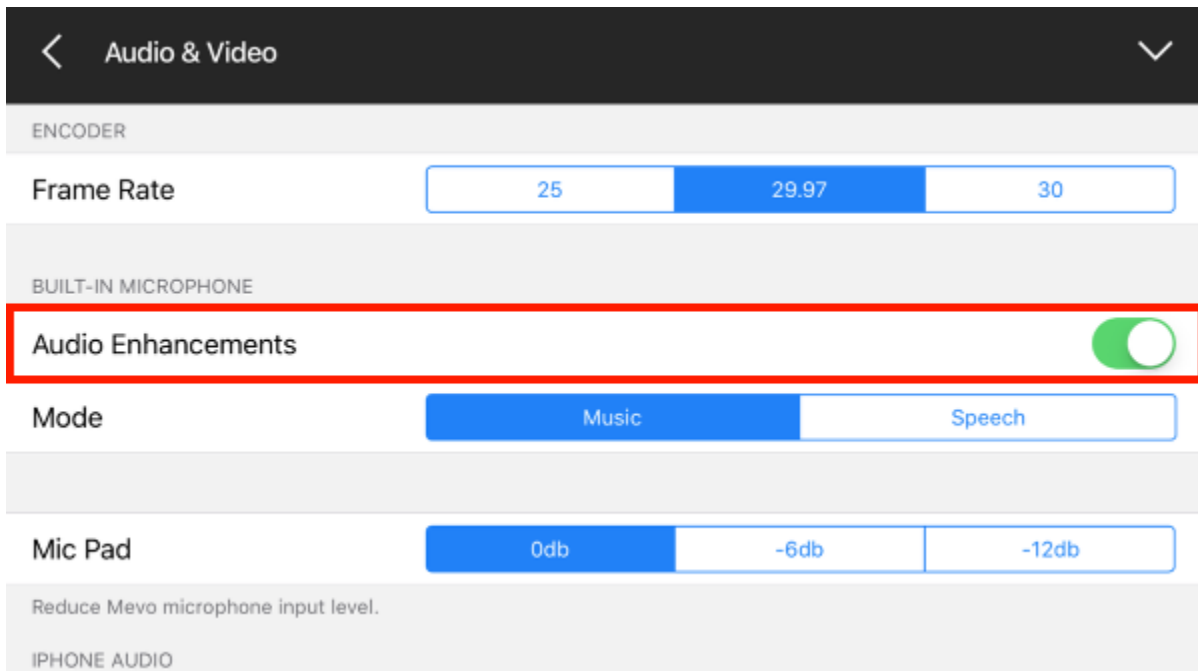 Audio & Video
ENCODER
Frame Rate 25 29.97 30
BUILT-IN MICROPHONE
Audio Enhancements
Mode Music Speech
Mic Pad 0db -6db -12db
Reduce Mevo microphone input level.
IPHONE AUDIO